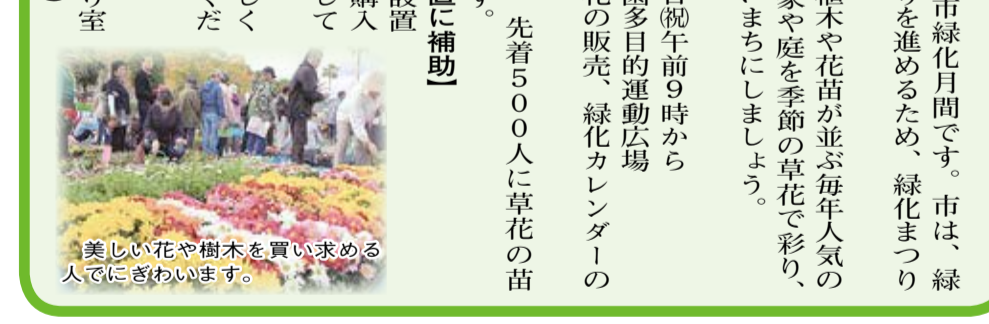 市緑化月間です。市は、緑
を進めるため、緑化まつり
植木や花苗が並ぶ毎年人気の
家や庭を季節の草花で彩り、
いまちにしましょう。
㈷午前9時から
園多目的運動広場
花の販売、緑化カレンダーの
先着500人に草花の苗
す。
置に補助】
設置
購入
して
しく
くだ
室
美しい花や樹木を買い求める
人でにぎわいます。